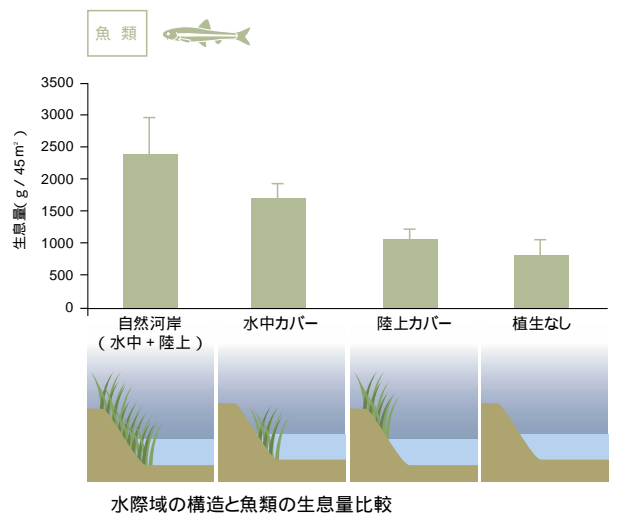 魚類
3500
3000
2500
2000
1500
1000
500
0
生息量(g/45㎡)
自然河岸
(水中+陸上)
水中カバー
陸上カバー
植生なし
水際域の構造と魚類の生息量比較